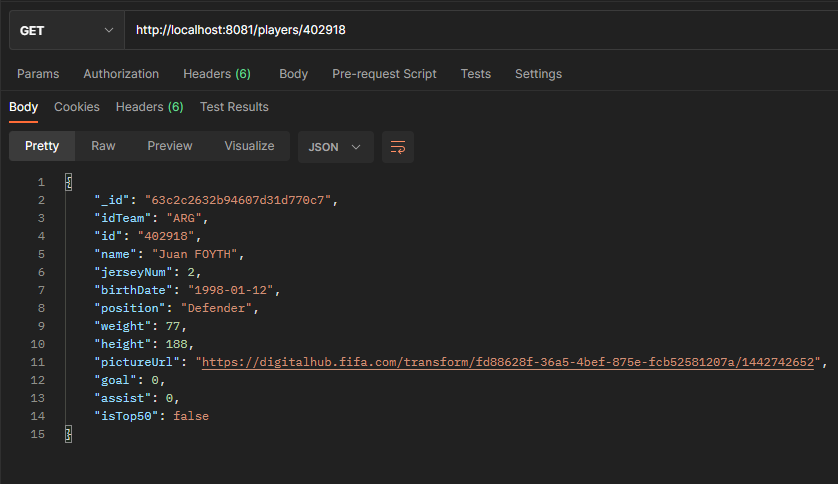 GET http://localhost:8081/players/402918
Params Authorization Headers (6) Body Pre-request Script Tests Settings
Body Cookies Headers (6) Test Results
Pretty Raw Preview Visualize JSON
1 {
2 "_id": "63c2c2632b94607d31d770c7",
3 "idTeam": "ARG",
4 "id": "402918",
5 "name": "Juan FOYTH",
6 "jerseyNum": 2,
7 "birthDate": "1998-01-12",
8 "position": "Defender",
9 "weight": 77,
10 "height": 188,
11 "pictureUrl": "https://digitalhub.fifa.com/transform/fd88628f-36a5-4bef-875e-fcb52581207a/1442742652",
12 "goal": 0,
13 "assist": 0,
14 "isTop50": false
15 }